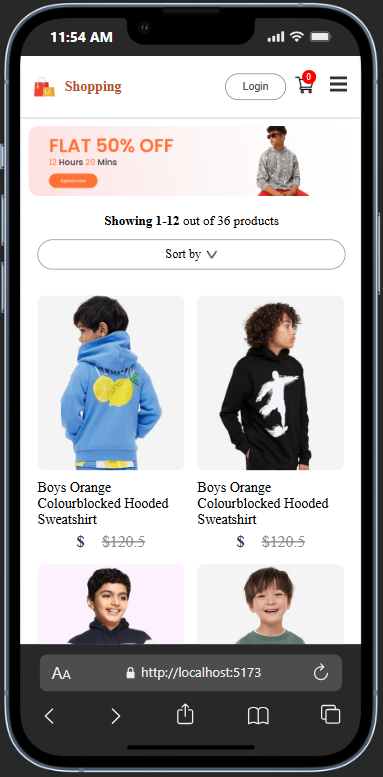 11:54 AM
Shopping
Login
0
FLAT 50% OFF
12 Hours 20 Mins
Explore now
Showing 1-12 out of 36 products
Sort by
Boys Orange
Colourblocked Hooded
Sweatshirt
$ $120.5
Boys Orange
Colourblocked Hooded
Sweatshirt
$ $120.5
AA
http://localhost:5173